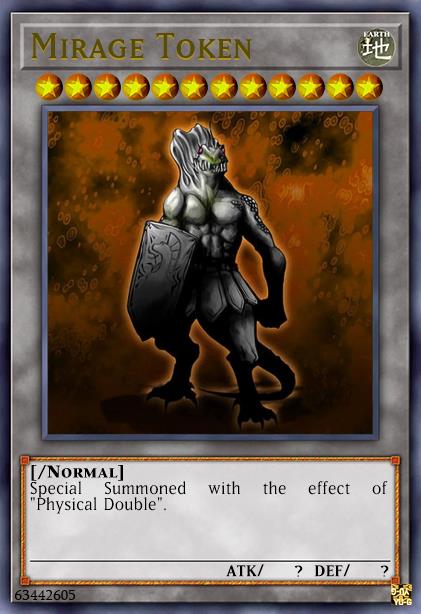 MIRAGE TOKEN
EARTH
地
[/NORMAL]
Special Summoned with the effect of
"Physical Double".
ATK/ ? DEF/ ?
63442605